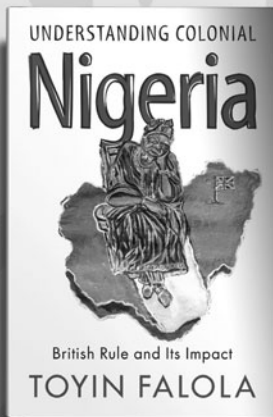 UNDERSTANDING COLONIAL
Nigeria
British Rule and Its Impact
TOYIN FALOLA